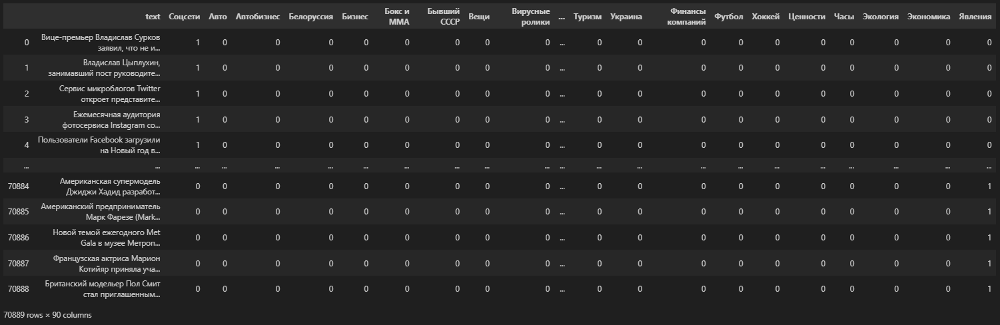 text Соцсети Авто Автобизнес Белоруссия Бизнес Бокс и ММА Бывший СССР Вещи Вирусные ролики ... Туризм Украина Финансы компаний Футбол Хоккей Ценности Часы Экология Экономика Явления
0 Вице-премьер Владислав Сурков заявил, что не и... 1 0 0 0 0 0 0 0 0 ... 0 0 0 0 0 0 0 0 0 0
1 Владислав Цыплухин, занимавший пост руководите... 1 0 0 0 0 0 0 0 0 ... 0 0 0 0 0 0 0 0 0 0
2 Сервис микроблогов Twitter откроет представите... 1 0 0 0 0 0 0 0 0 ... 0 0 0 0 0 0 0 0 0 0
3 Ежемесячная аудитория фотосервиса Instagram со... 1 0 0 0 0 0 0 0 0 ... 0 0 0 0 0 0 0 0 0 0
4 Пользователи Facebook загрузили на Новый год в... 1 0 0 0 0 0 0 0 0 ... 0 0 0 0 0 0 0 0 0 0
... ... ... ... ... ... ... ... ... ... ... ... ... ... ... ... ... ... ... ... ... ...
70884 Американская супермодель Джиджи Хадид разработ... 0 0 0 0 0 0 0 0 0 ... 0 0 0 0 0 0 0 0 0 1
70885 Американский предприниматель Марк Фарезе (Mark... 0 0 0 0 0 0 0 0 0 ... 0 0 0 0 0 0 0 0 0 1
70886 Новой темой ежегодного Met Gala в музее Метроп... 0 0 0 0 0 0 0 0 0 ... 0 0 0 0 0 0 0 0 0 1
70887 Французская актриса Марион Котийяр приняла уча... 0 0 0 0 0 0 0 0 0 ... 0 0 0 0 0 0 0 0 0 1
70888 Британский модельер Пол Смит стал приглашенным... 0 0 0 0 0 0 0 0 0 ... 0 0 0 0 0 0 0 0 0 1
70889 rows × 90 columns